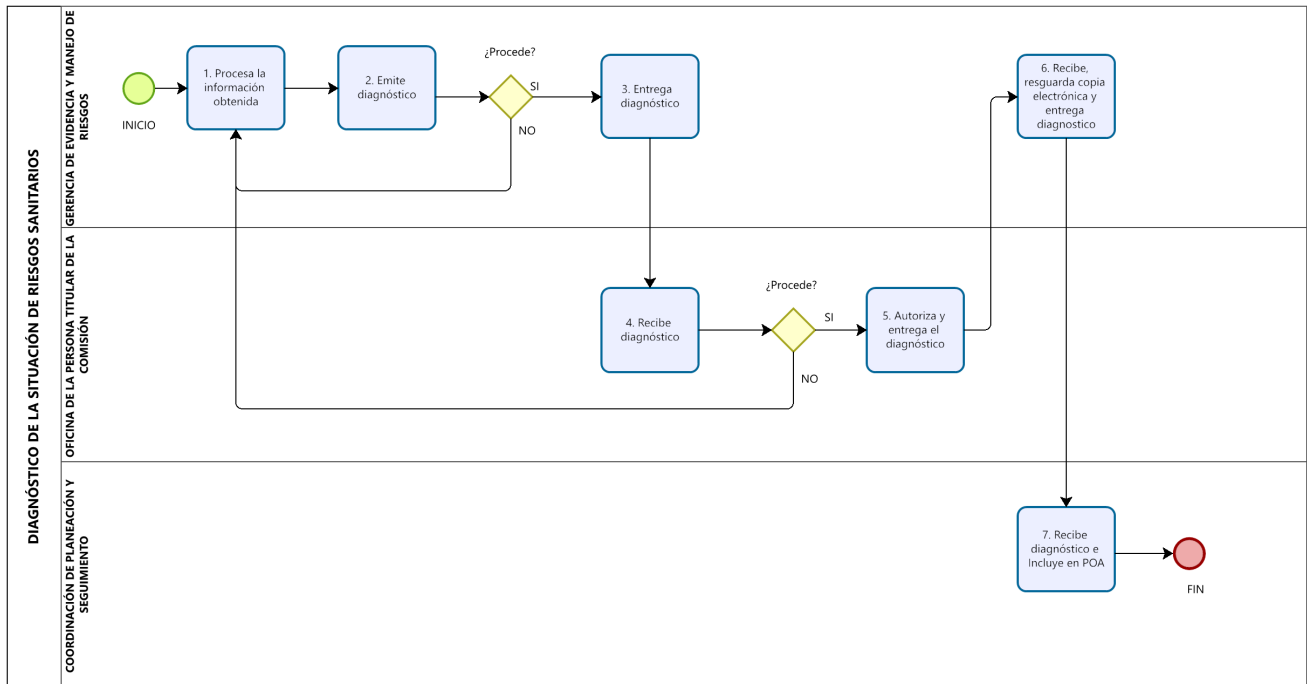 DIAGNÓSTICO DE LA SITUACIÓN DE RIESGOS SANITARIOS
GERENCIA DE EVIDENCIA Y MANEJO DE
RIESGOS
INICIO
1. Procesa la
información
obtenida
2. Emite
diagnóstico
¿Procede?
SI
NO
3. Entrega
diagnóstico
6. Recibe,
resguarda copia
electrónica y
entrega
diagnostico
OFICINA DE LA PERSONA TITULAR DE LA
COMISIÓN
4. Recibe
diagnóstico
¿Procede?
SI
NO
5. Autoriza y
entrega el
diagnóstico
COORDINACIÓN DE PLANEACIÓN Y
SEGUIMIENTO
7. Recibe
diagnóstico e
Incluye en POA
FIN